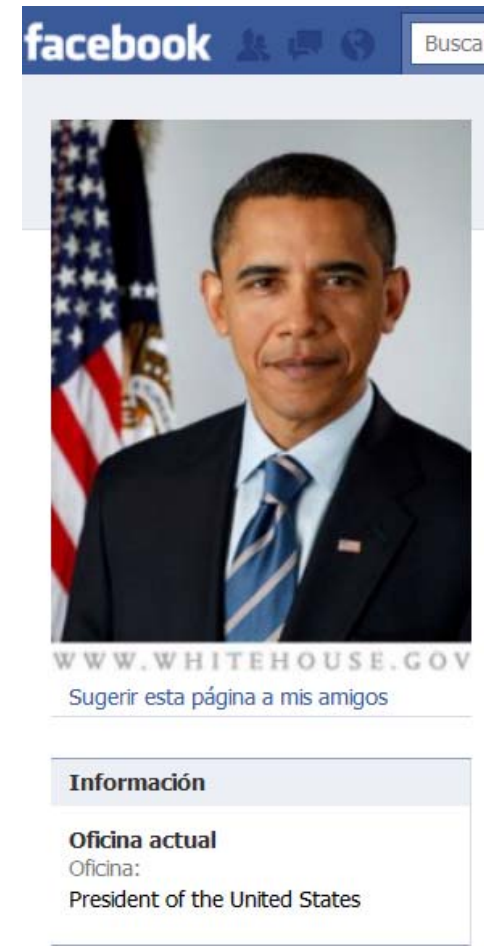 facebook
Busca
WWW.WHITEHOUSE.GOV
Sugerir esta página a mis amigos
Información
Oficina actual
Oficina:
President of the United States